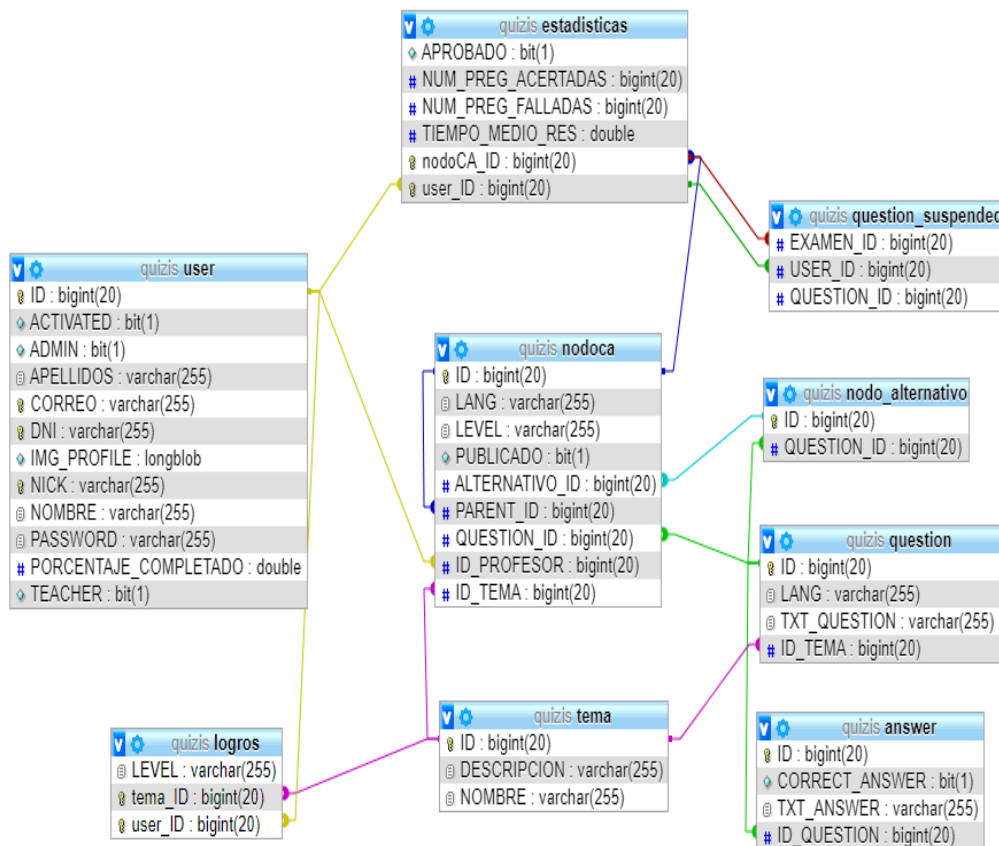 quizis estadisticas
APROBADO : bit(1)
# NUM_PREG_ACERTADAS : bigint(20)
# NUM_PREG_FALLADAS : bigint(20)
# TIEMPO_MEDIO_RES : double
nodoCA_ID : bigint(20)
user_ID : bigint(20)
quizis question_suspended
# EXAMEN_ID : bigint(20)
# USER_ID : bigint(20)
# QUESTION_ID : bigint(20)
quizis user
ID : bigint(20)
ACTIVATED : bit(1)
ADMIN : bit(1)
APELLIDOS : varchar(255)
CORREO : varchar(255)
DNI : varchar(255)
IMG_PROFILE : longblob
NICK : varchar(255)
NOMBRE : varchar(255)
PASSWORD : varchar(255)
# PORCENTAJE_COMPLETADO : double
TEACHER : bit(1)
quizis nodoca
ID : bigint(20)
LANG : varchar(255)
LEVEL : varchar(255)
PUBLICADO : bit(1)
# ALTERNATIVO_ID : bigint(20)
# PARENT_ID : bigint(20)
# QUESTION_ID : bigint(20)
# ID_PROFESOR : bigint(20)
# ID_TEMA : bigint(20)
quizis nodo_alternativo
ID : bigint(20)
# QUESTION_ID : bigint(20)
quizis question
ID : bigint(20)
LANG : varchar(255)
TXT_QUESTION : varchar(255)
# ID_TEMA : bigint(20)
quizis logros
LEVEL : varchar(255)
tema_ID : bigint(20)
user_ID : bigint(20)
quizis tema
ID : bigint(20)
DESCRIPCION : varchar(255)
NOMBRE : varchar(255)
quizis answer
ID : bigint(20)
CORRECT_ANSWER : bit(1)
TXT_ANSWER : varchar(255)
# ID_QUESTION : bigint(20)